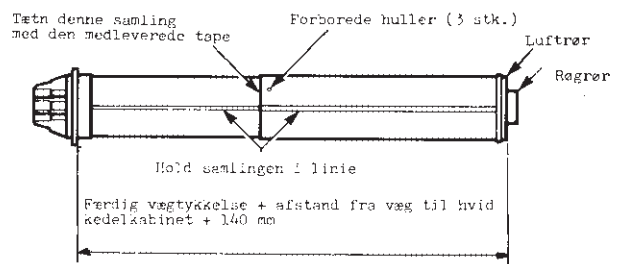 Tætn denne samling
med den medleverede tape
Forborede huller (3 stk.)
Luftrør
Røgrør
Hold samlingen i linie
Færdig vægtykkelse + afstand fra væg til hvid
kedelkabinet + 140 mm